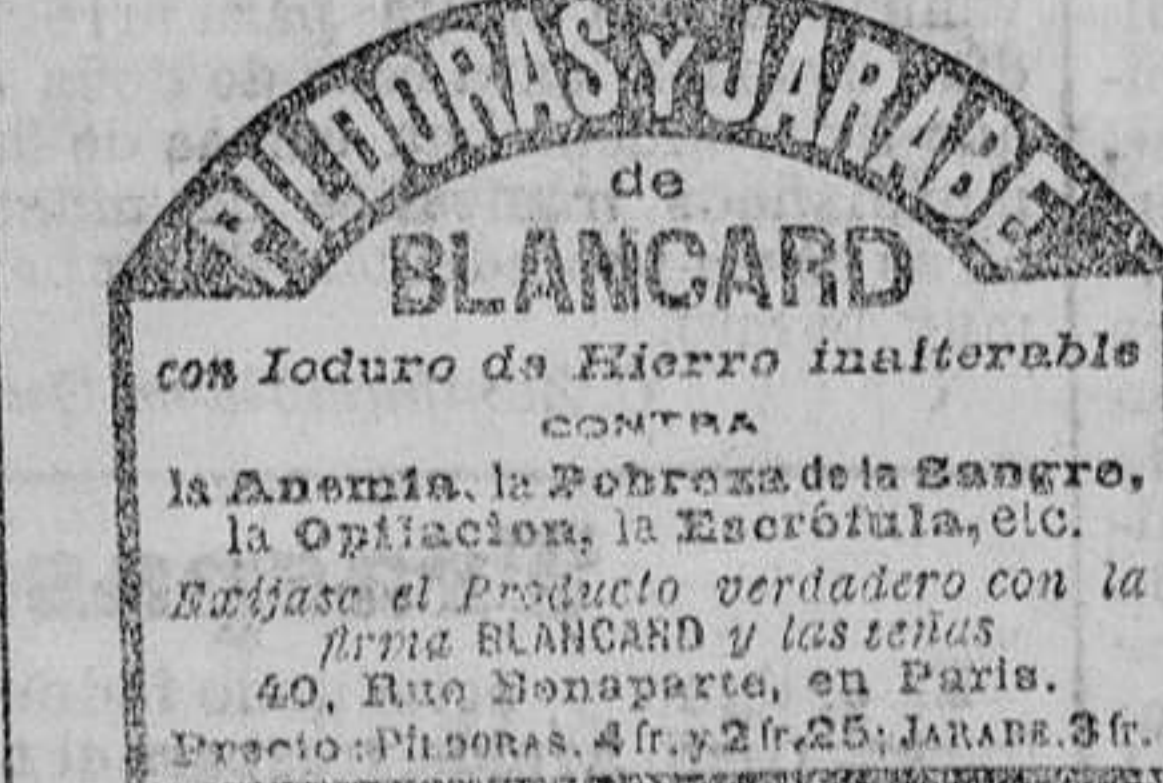 PILDORAS Y JARABE
de
BLANCARD
con Ioduro de Hierro inalterable
CONTRA
la Anemia, la Pobreza de la Sangre,
la Opilacion, la Escrófula, etc.
Exijase el Producto verdadero con la
firma BLANCARD y las señas
40, Rue Bonaparte, en Paris.
Precio: PÍLDORAS, 4 fr. y 2 fr. 25; JARABE, 3 fr.